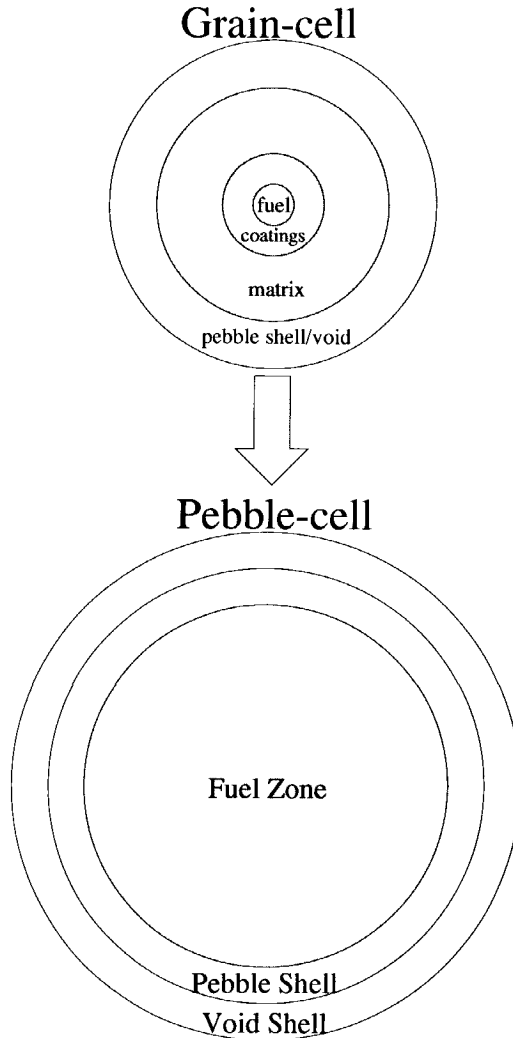 Grain-cell
fuel
coatings
matrix
pebble shell/void
Pebble-cell
Fuel Zone
Pebble Shell
Void Shell